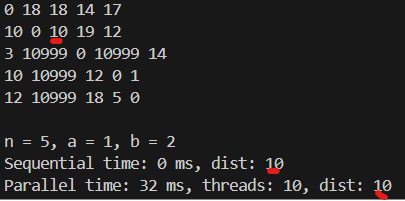 0 18 18 14 17
10 0 10 19 12
3 10999 0 10999 14
10 10999 12 0 1
12 10999 18 5 0
n = 5, a = 1, b = 2
Sequential time: 0 ms, dist: 10
Parallel time: 32 ms, threads: 10, dist: 10